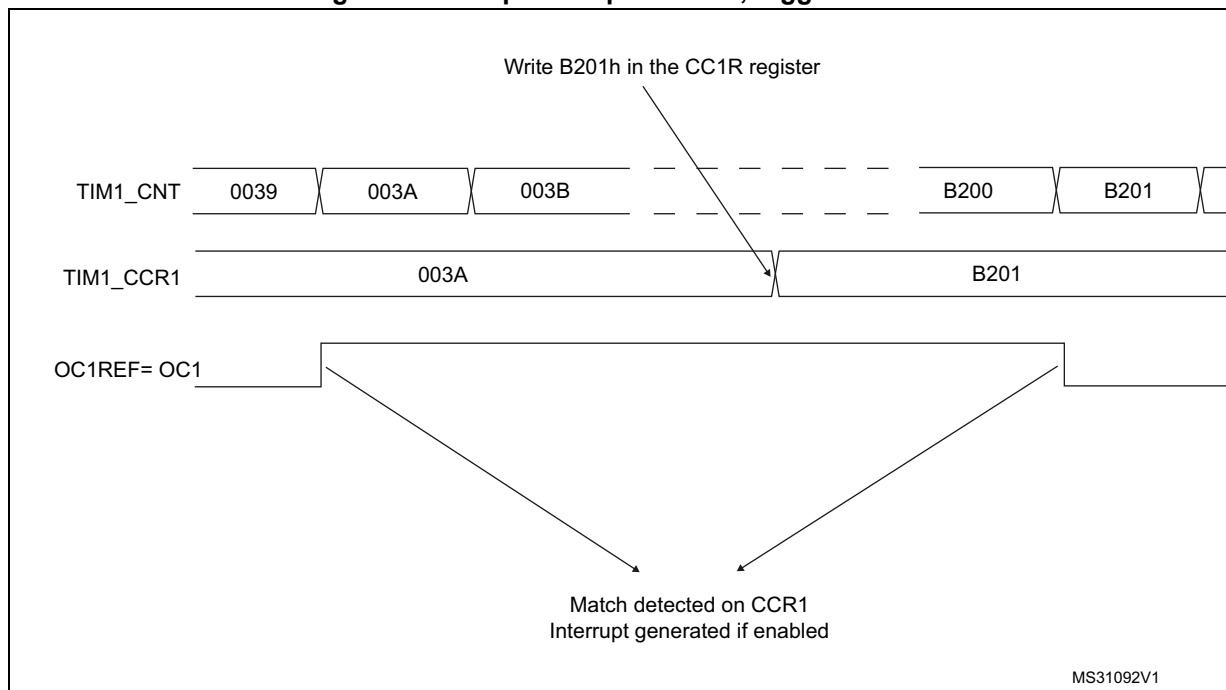 Write B201h in the CC1R register
TIM1_CNT 0039 003A 003B B200 B201
TIM1_CCR1 003A B201
OC1REF= OC1
Match detected on CCR1
Interrupt generated if enabled
MS31092V1